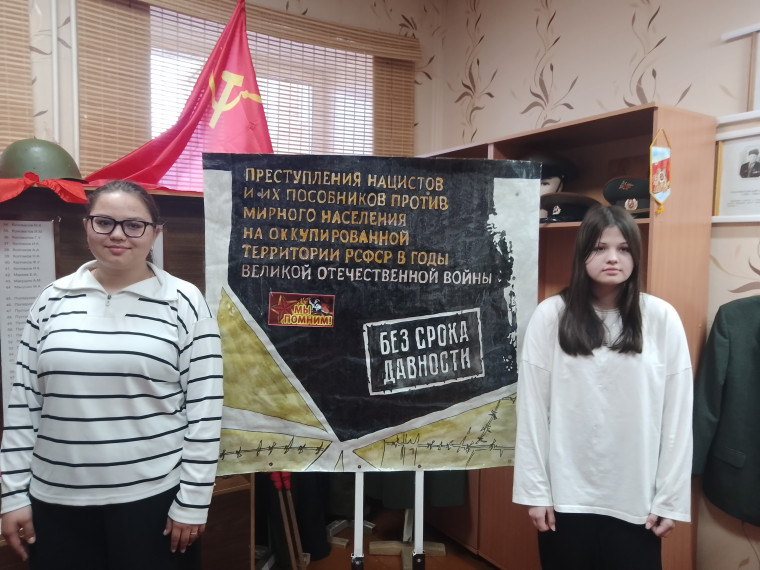 ПРЕСТУПЛЕНИЯ НАЦИСТОВ
И ИХ ПОСОБНИКОВ ПРОТИВ
МИРНОГО НАСЕЛЕНИЯ
НА ОККУПИРОВАННОЙ
ТЕРРИТОРИИ РСФСР В ГОДЫ
ВЕЛИКОЙ ОТЕЧЕСТВЕННОЙ ВОЙНЫ
МЫ
ПОМНИМ!
БЕЗ СРОКА
ДАВНОСТИ